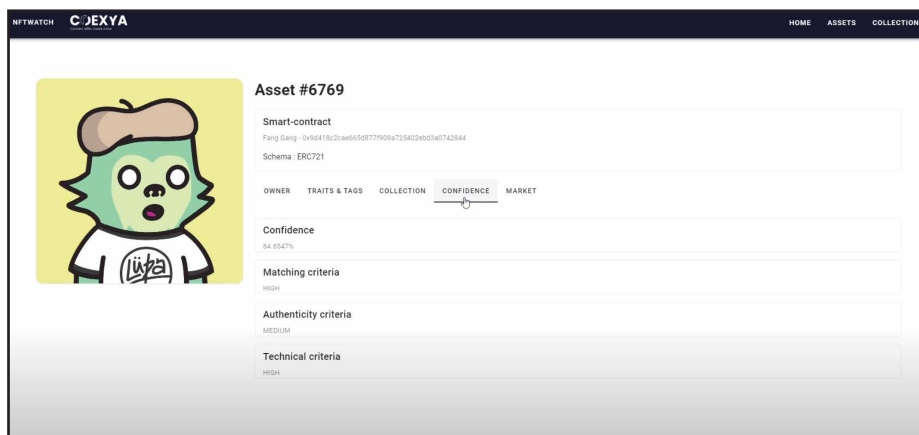 NFTWATCH
COEXYA
HOME ASSETS COLLECTION
Asset #6769
Smart-contract
Fang Gang - 0x9d418c2cae665d877f909a725402ebd3a0742844
Schema : ERC721
OWNER TRAITS & TAGS COLLECTION CONFIDENCE MARKET
Confidence
84.8547%
Matching criteria
HIGH
Authenticity criteria
MEDIUM
Technical criteria
HIGH
Lüpa